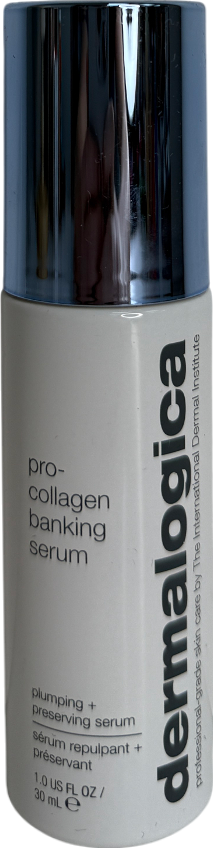 pro-
collagen
banking
serum
plumping +
preserving serum
sérum repulpant +
préservant
1.0 US FL OZ /
30 mL ℮
dermalogica
professional-grade skin care by The International Dermal Institute